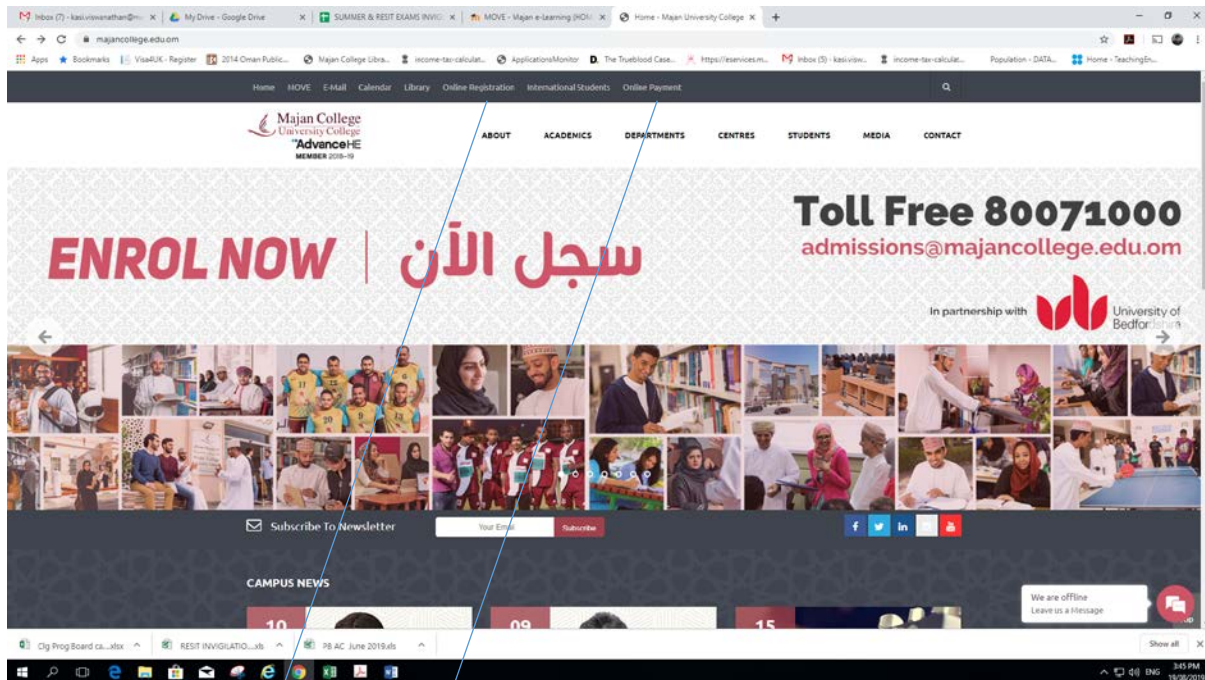 Inbox (7) - kasi.viswanathan@m
My Drive - Google Drive
SUMMER & RESIT EXAMS INVIG
MOVE - Majan e-Learning (HOM
Home - Majan University College
majancollege.edu.om
Apps
Bookmarks
Visa4UK - Register
2014 Oman Public...
Majan College Libra...
income-tax-calculat...
ApplicationsMonitor
The Trueblood Case...
https://eservices.m...
Inbox (5) - kasi.visw...
income-tax-calculat...
Population - DATA...
Home - TeachingEn...
Home MOVE E-Mail Calendar Library Online Registration International Students Online Payment
Majan College
University College
AdvanceHE
MEMBER 2018-19
ABOUT ACADEMICS DEPARTMENTS CENTRES STUDENTS MEDIA CONTACT
Toll Free 80071000
admissions@majancollege.edu.om
ENROL NOW
سجل الآن
In partnership with
University of
Bedfordshire
Subscribe To Newsletter
Your Email
Subscribe
CAMPUS NEWS
10
09
15
We are offline
Leave us a Message
Clg Prog Board ca....xlsx
RESIT INVIGILATIO....xls
PB AC June 2019.xls
Show all
ENG
3:45 PM
19/08/2019